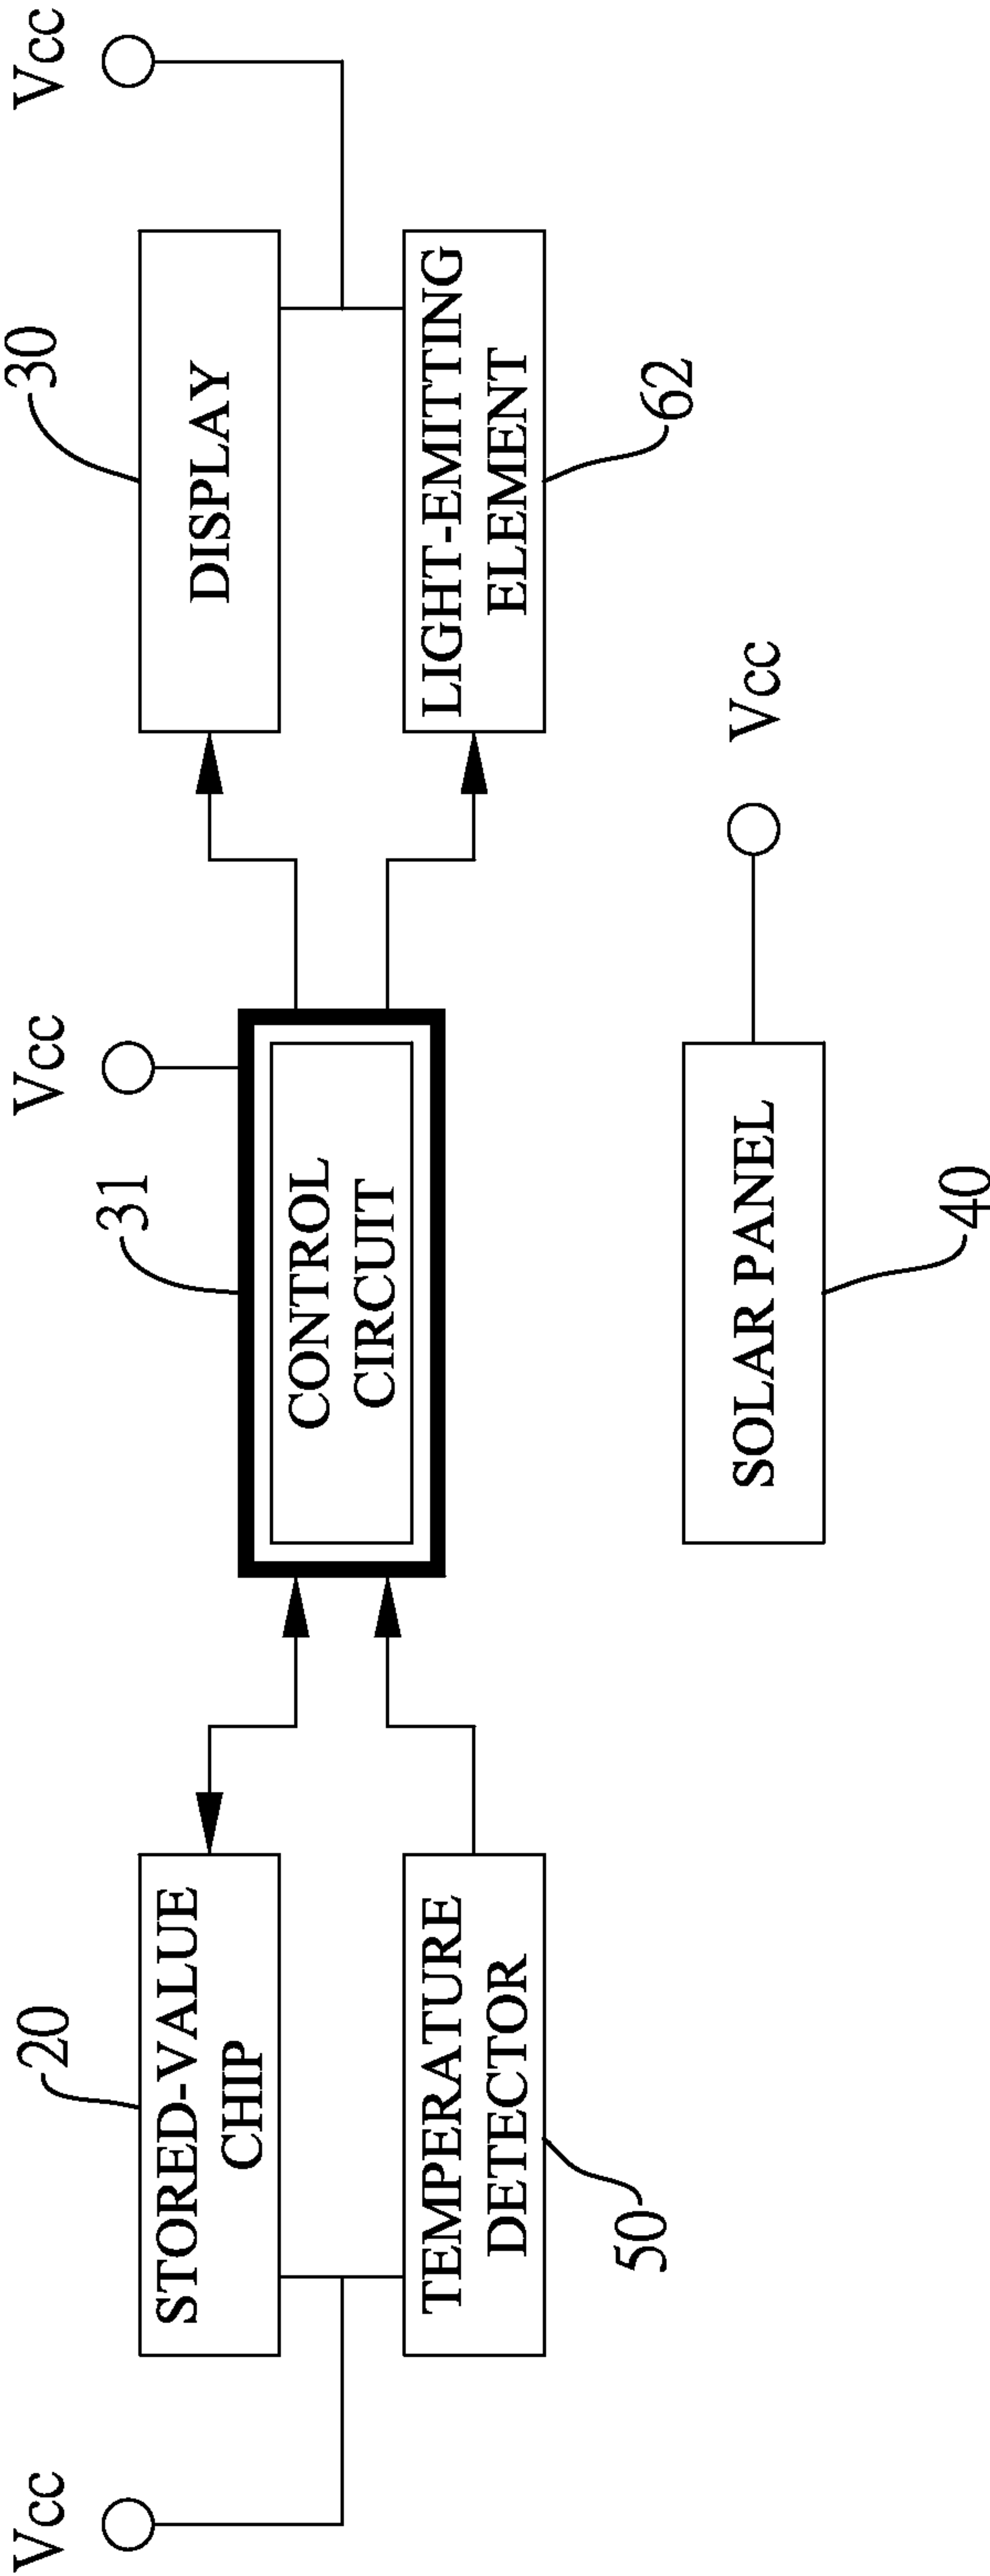 Vcc
20
31
Vcc
30
Vcc
STORED-VALUE
CHIP
CONTROL
CIRCUIT
DISPLAY
TEMPERATURE
DETECTOR
LIGHT-EMITTING
ELEMENT
50
62
SOLAR PANEL
Vcc
40